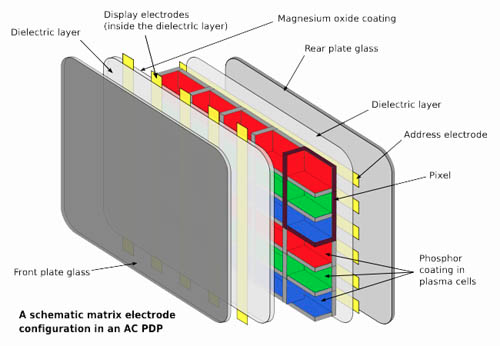 Display electrodes
(inside the dielectric layer)
Magnesium oxide coating
Dielectric layer
Rear plate glass
Dielectric layer
Address electrode
Pixel
Phosphor
coating in
plasma cells
Front plate glass
A schematic matrix electrode
configuration in an AC PDP